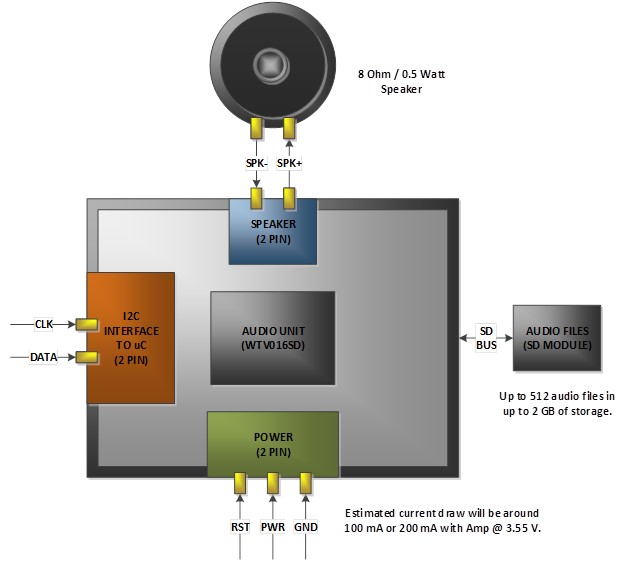 8 Ohm / 0.5 Watt
Speaker
SPK-
SPK+
SPEAKER
(2 PIN)
I2C
INTERFACE
TO uC
(2 PIN)
CLK
DATA
AUDIO UNIT
(WTV016SD)
SD
BUS
AUDIO FILES
(SD MODULE)
Up to 512 audio files in
up to 2 GB of storage.
POWER
(2 PIN)
RST
PWR
GND
Estimated current draw will be around
100 mA or 200 mA with Amp @ 3.55 V.